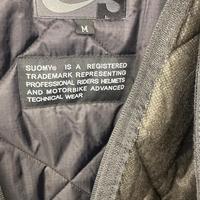 M
SUOMY® IS A REGISTERED
TRADEMARK REPRESENTING
PROFESSIONAL RIDERS HELMETS
AND MOTORBIKE ADVANCED
TECHNICAL WEAR